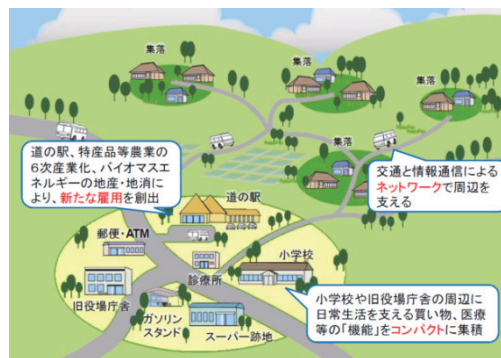 集落
集落
集落
集落
道の駅、特産品等農業の
6次産業化、バイオマスエ
ネルギーの地産・地消に
より、新たな雇用を創出
交通と情報通信による
ネットワークで周辺を
支える
道の駅
郵便・ATM
小学校
診療所
旧役場庁舎
ガソリン
スタンド
スーパー跡地
小学校や旧役場庁舎の周辺に
日常生活を支える買い物、医療
等の「機能」をコンパクトに集積